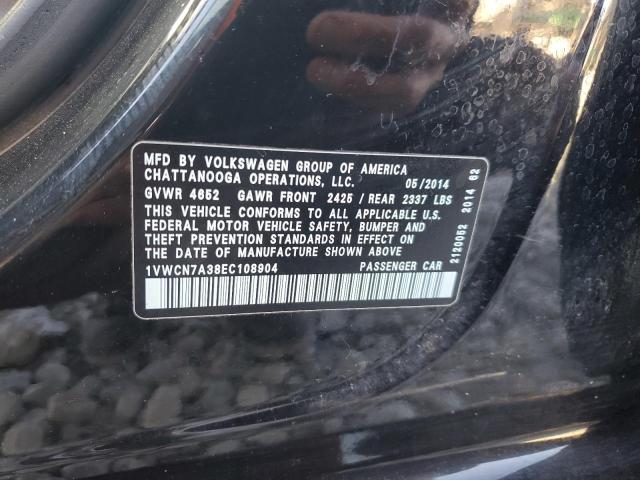 MFD BY VOLKSWAGEN GROUP OF AMERICA
CHATTANOOGA OPERATIONS, LLC. 05/2014
GVWR 4652 GAWR FRONT 2425 / REAR 2337 LBS
THIS VEHICLE CONFORMS TO ALL APPLICABLE U.S.
FEDERAL MOTOR VEHICLE SAFETY, BUMPER AND
THEFT PREVENTION STANDARDS IN EFFECT ON
THE DATE OF MANUFACTURE SHOWN ABOVE
1VWCN7A38EC108904 PASSENGER CAR
2120052 2014 62